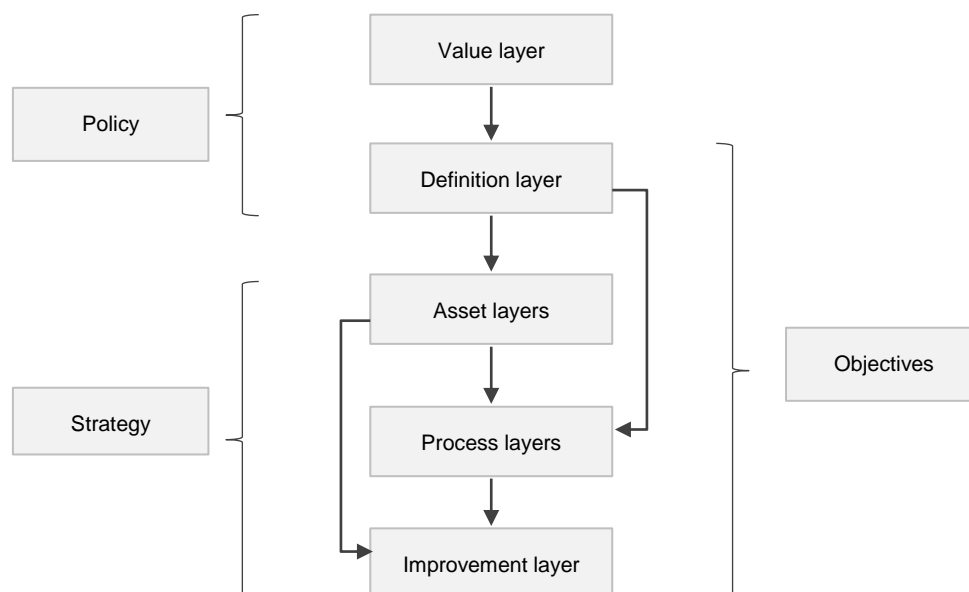 Value layer
Policy
Definition layer
Asset layers
Objectives
Strategy
Process layers
Improvement layer